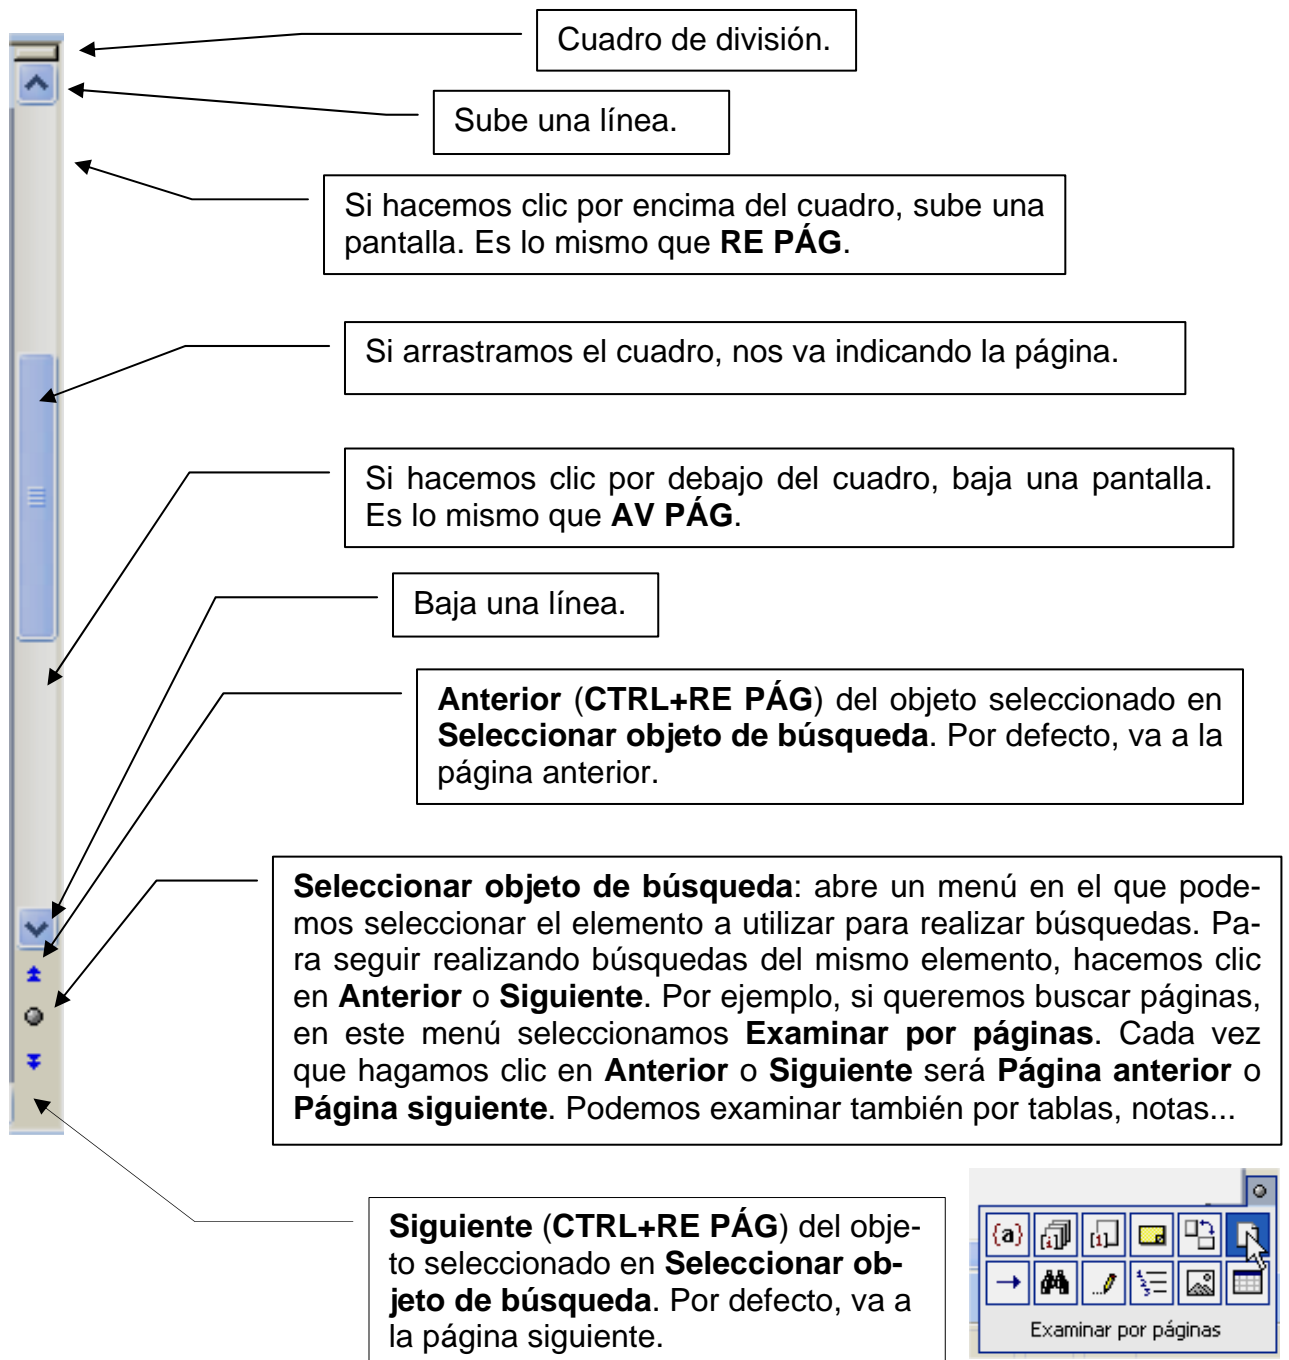 Cuadro de división.
Sube una línea.
Si hacemos clic por encima del cuadro, sube una
pantalla. Es lo mismo que RE PÁG.
Si arrastramos el cuadro, nos va indicando la página.
Si hacemos clic por debajo del cuadro, baja una pantalla.
Es lo mismo que AV PÁG.
Baja una línea.
Anterior (CTRL+RE PÁG) del objeto seleccionado en
Seleccionar objeto de búsqueda. Por defecto, va a la
página anterior.
Seleccionar objeto de búsqueda: abre un menú en el que pode-
mos seleccionar el elemento a utilizar para realizar búsquedas. Pa-
ra seguir realizando búsquedas del mismo elemento, hacemos clic
en Anterior o Siguiente. Por ejemplo, si queremos buscar páginas,
en este menú seleccionamos Examinar por páginas. Cada vez
que hagamos clic en Anterior o Siguiente será Página anterior o
Página siguiente. Podemos examinar también por tablas, notas...
Siguiente (CTRL+RE PÁG) del obje-
to seleccionado en Seleccionar ob-
jeto de búsqueda. Por defecto, va a
la página siguiente.
{a} [i] [i]
Examinar por páginas